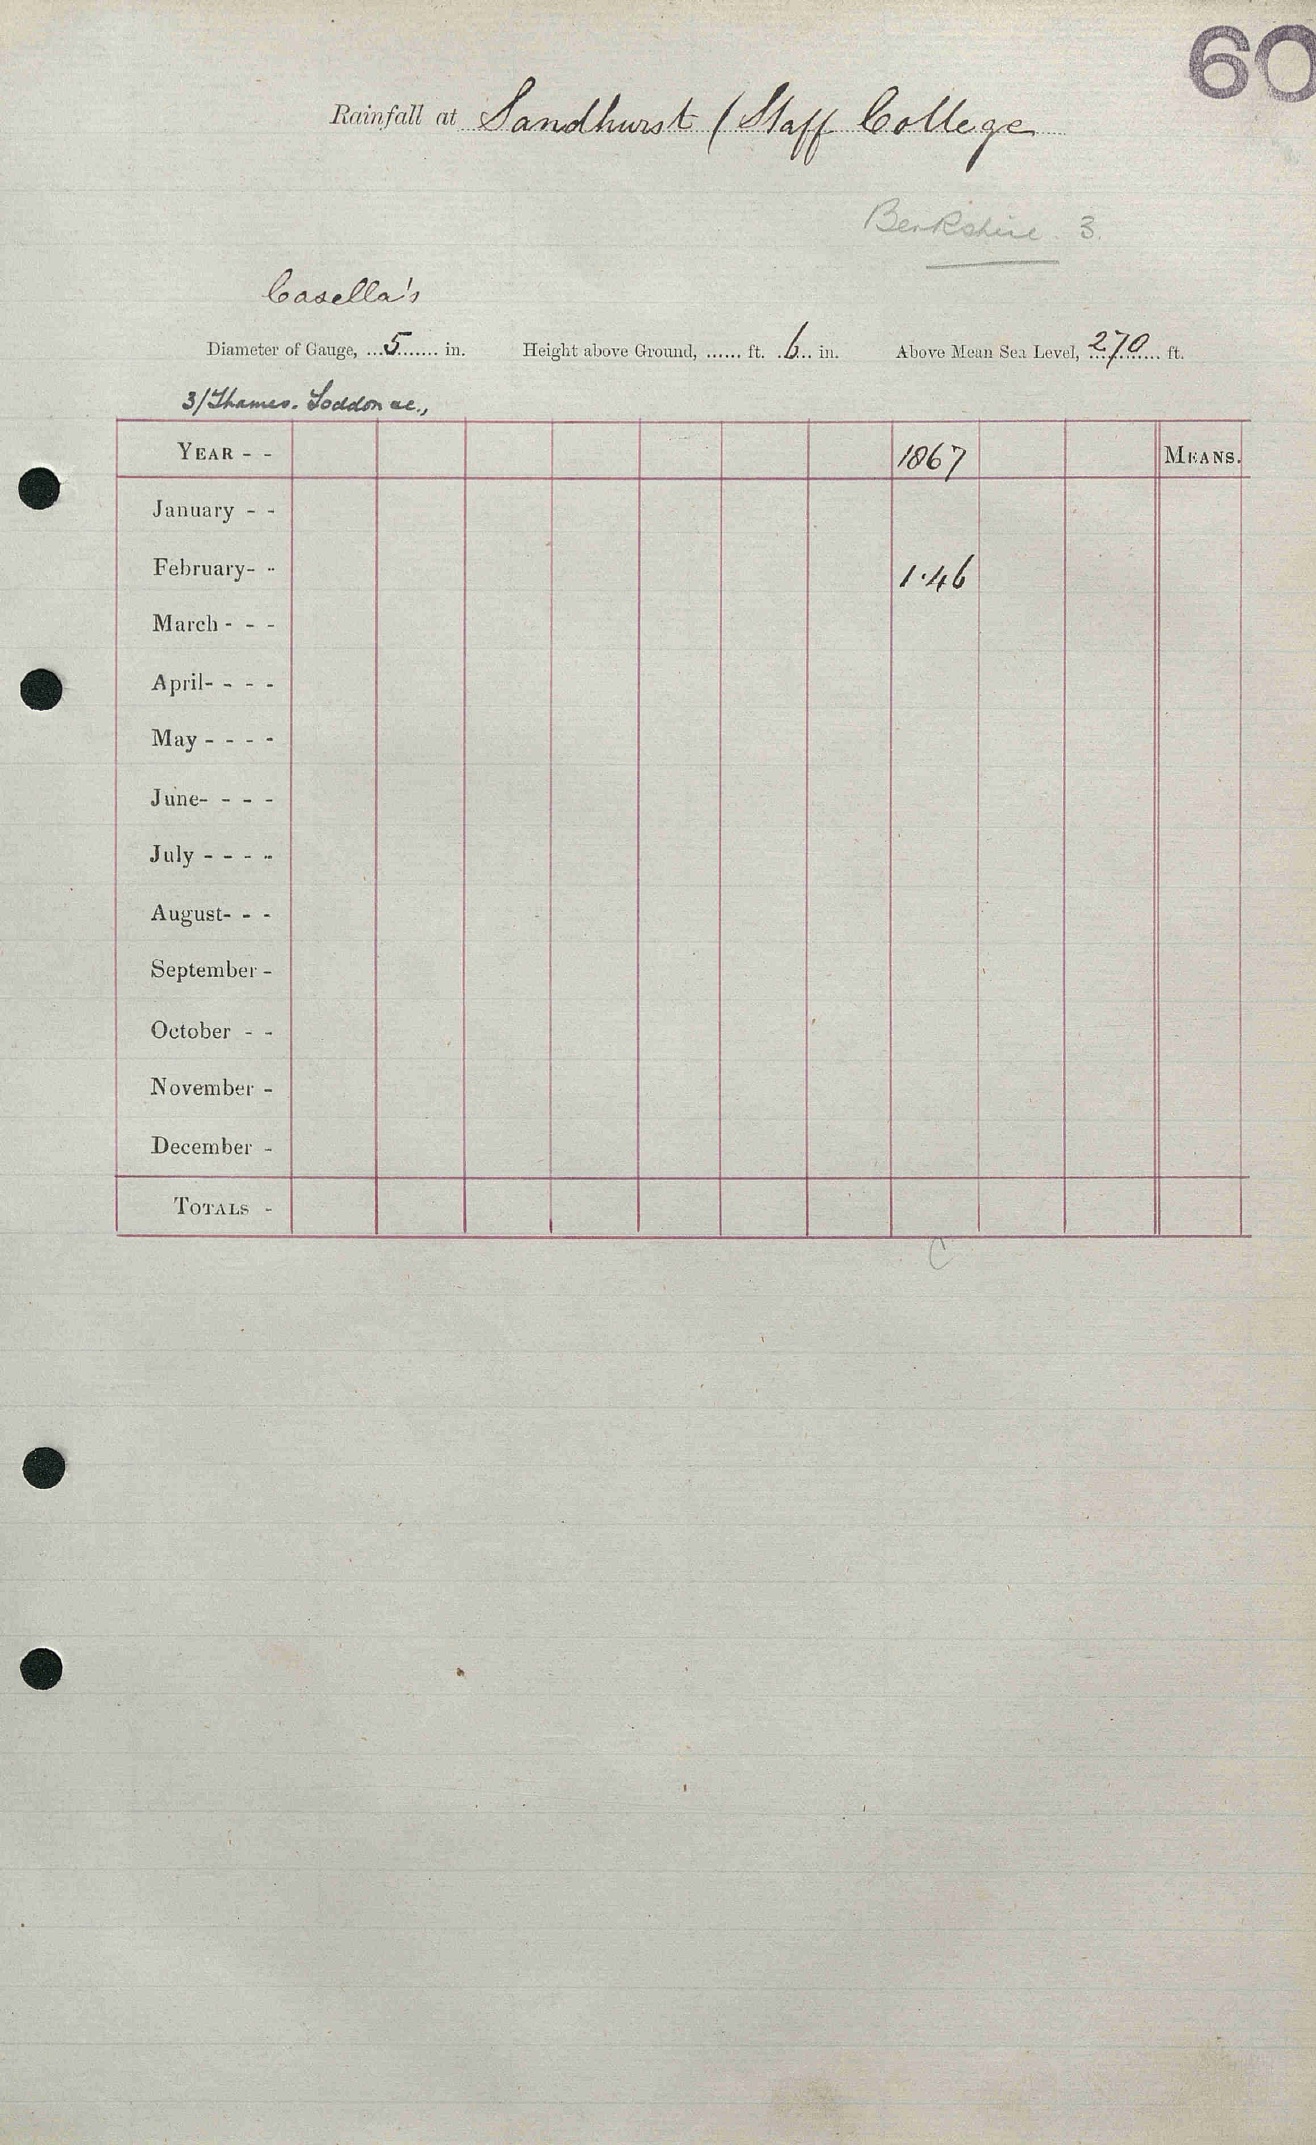 60
Rainfall at Sandhurst (Staff College
Berkshire. 3.
Casella's
Diameter of Gauge, ...5....... in. Height above Ground, ...... ft. .6... in. Above Mean Sea Level, 270 ft.
3/Thames. Loddon &c.,
YEAR - - 1867 MEANS.
January - -
February- - 1.46
March - - -
April- - - -
May - - - -
June- - - -
July - - - -
August- - -
September -
October - -
November -
December -
TOTALS -
C